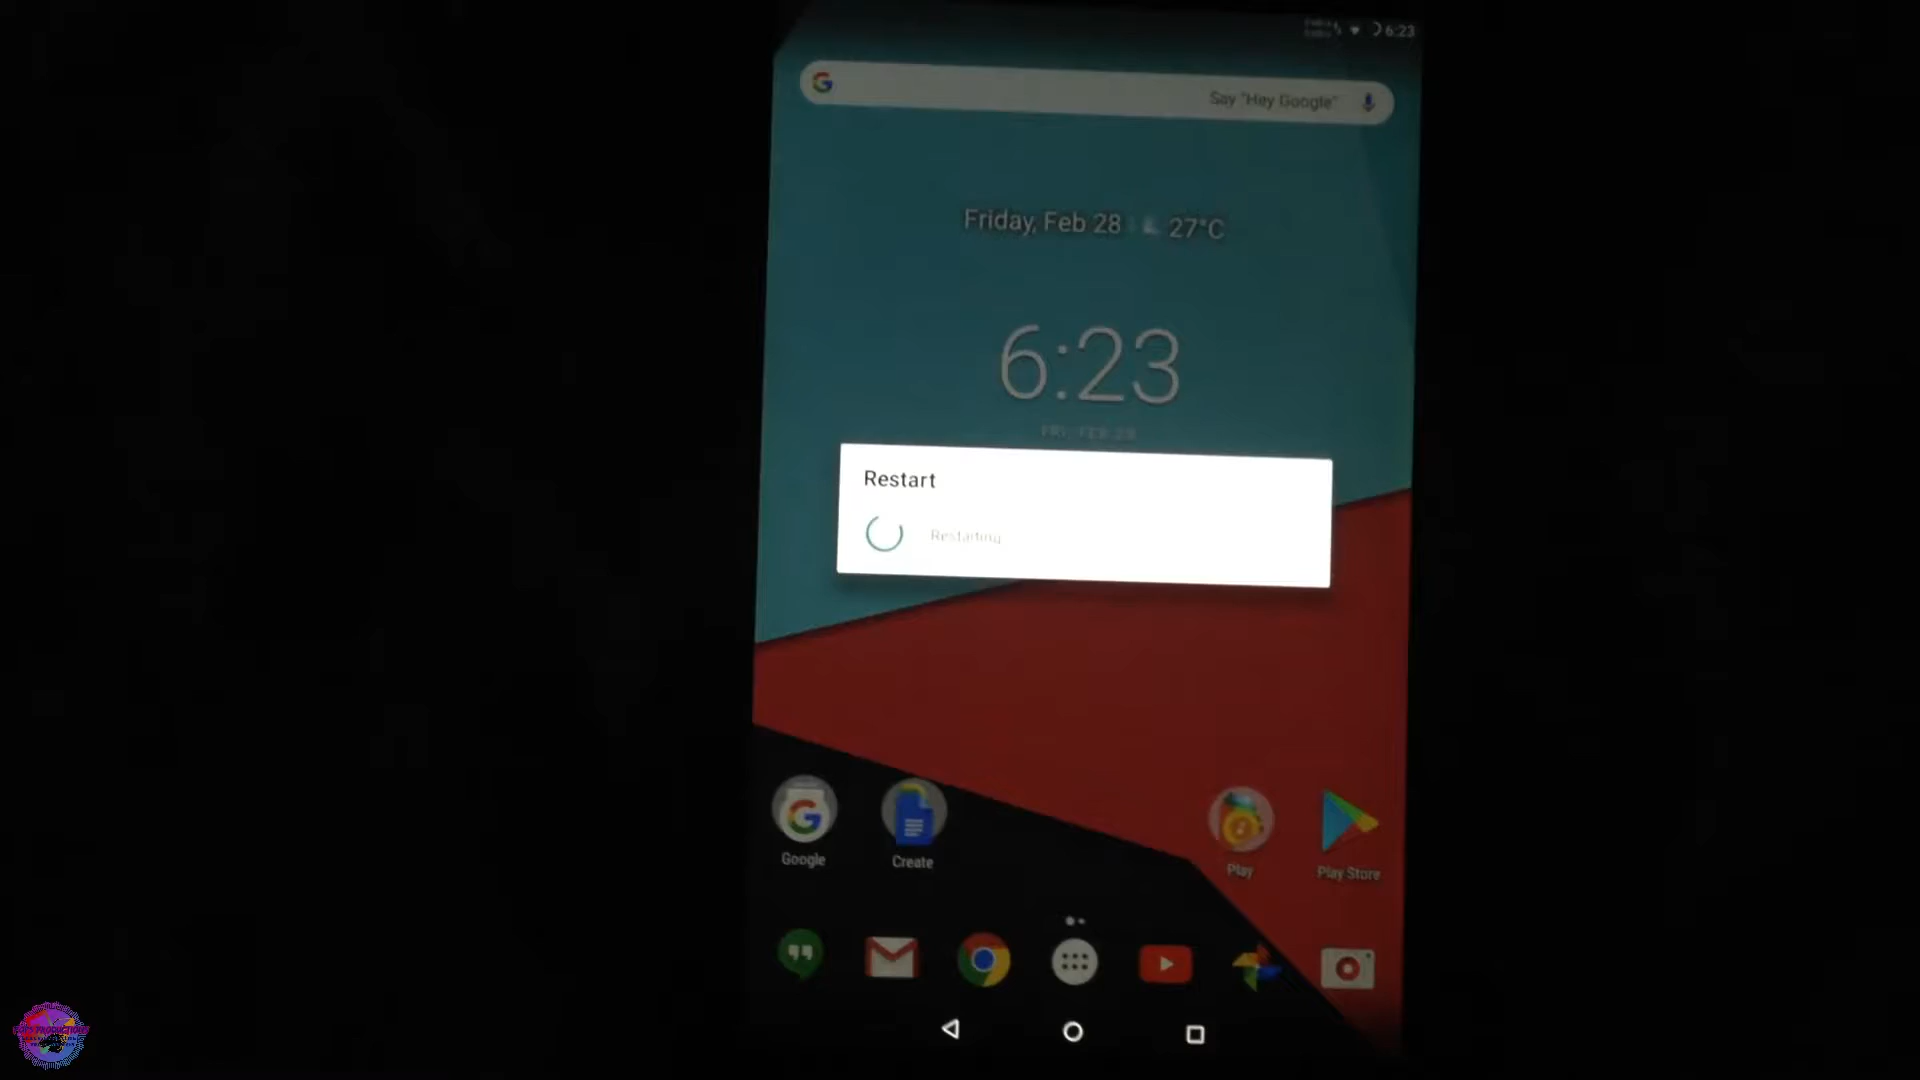 6:23
Say "Hey Google"
Friday, Feb 28 27°C
6:23
FRI, FEB 28
Restart
Restarting...
Google
Create
Play
Play Store